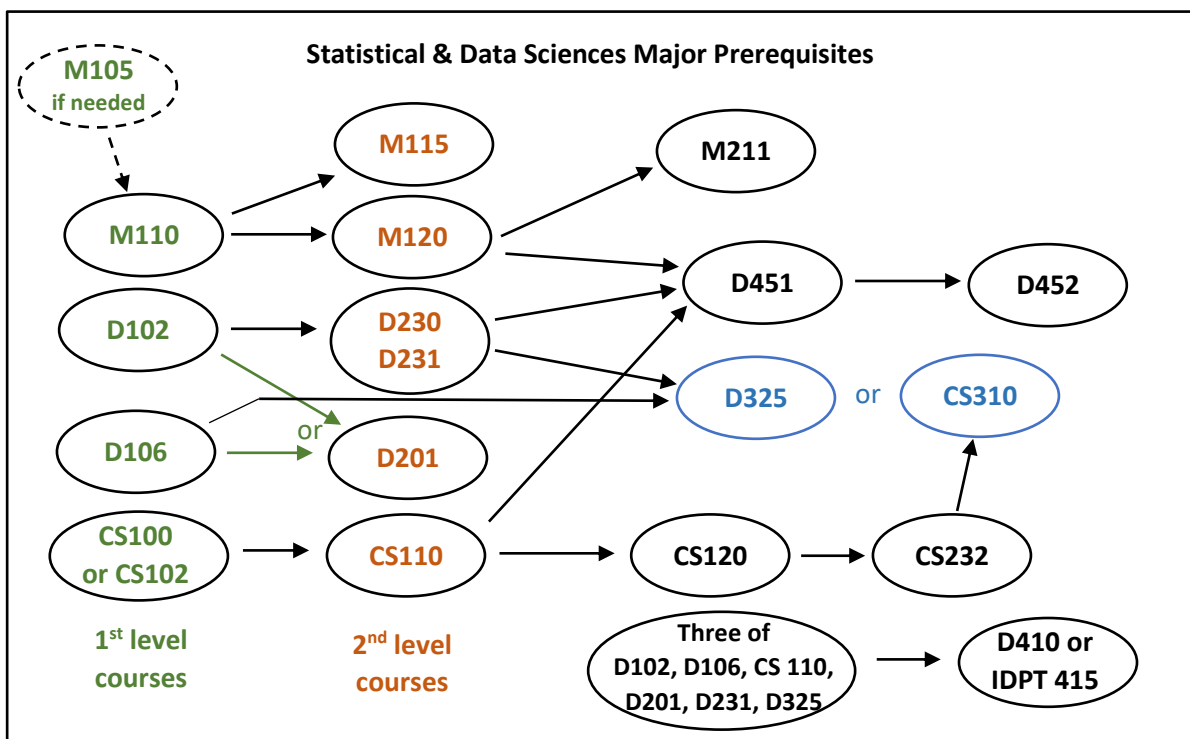 Statistical & Data Sciences Major Prerequisites
M105
if needed
M115
M211
M110
M120
D451
D452
D102
D230
D231
D325
or
CS310
D106
or
D201
CS100
or CS102
CS110
CS120
CS232
1st level
courses
2nd level
courses
Three of
D102, D106, CS 110,
D201, D231, D325
D410 or
IDPT 415